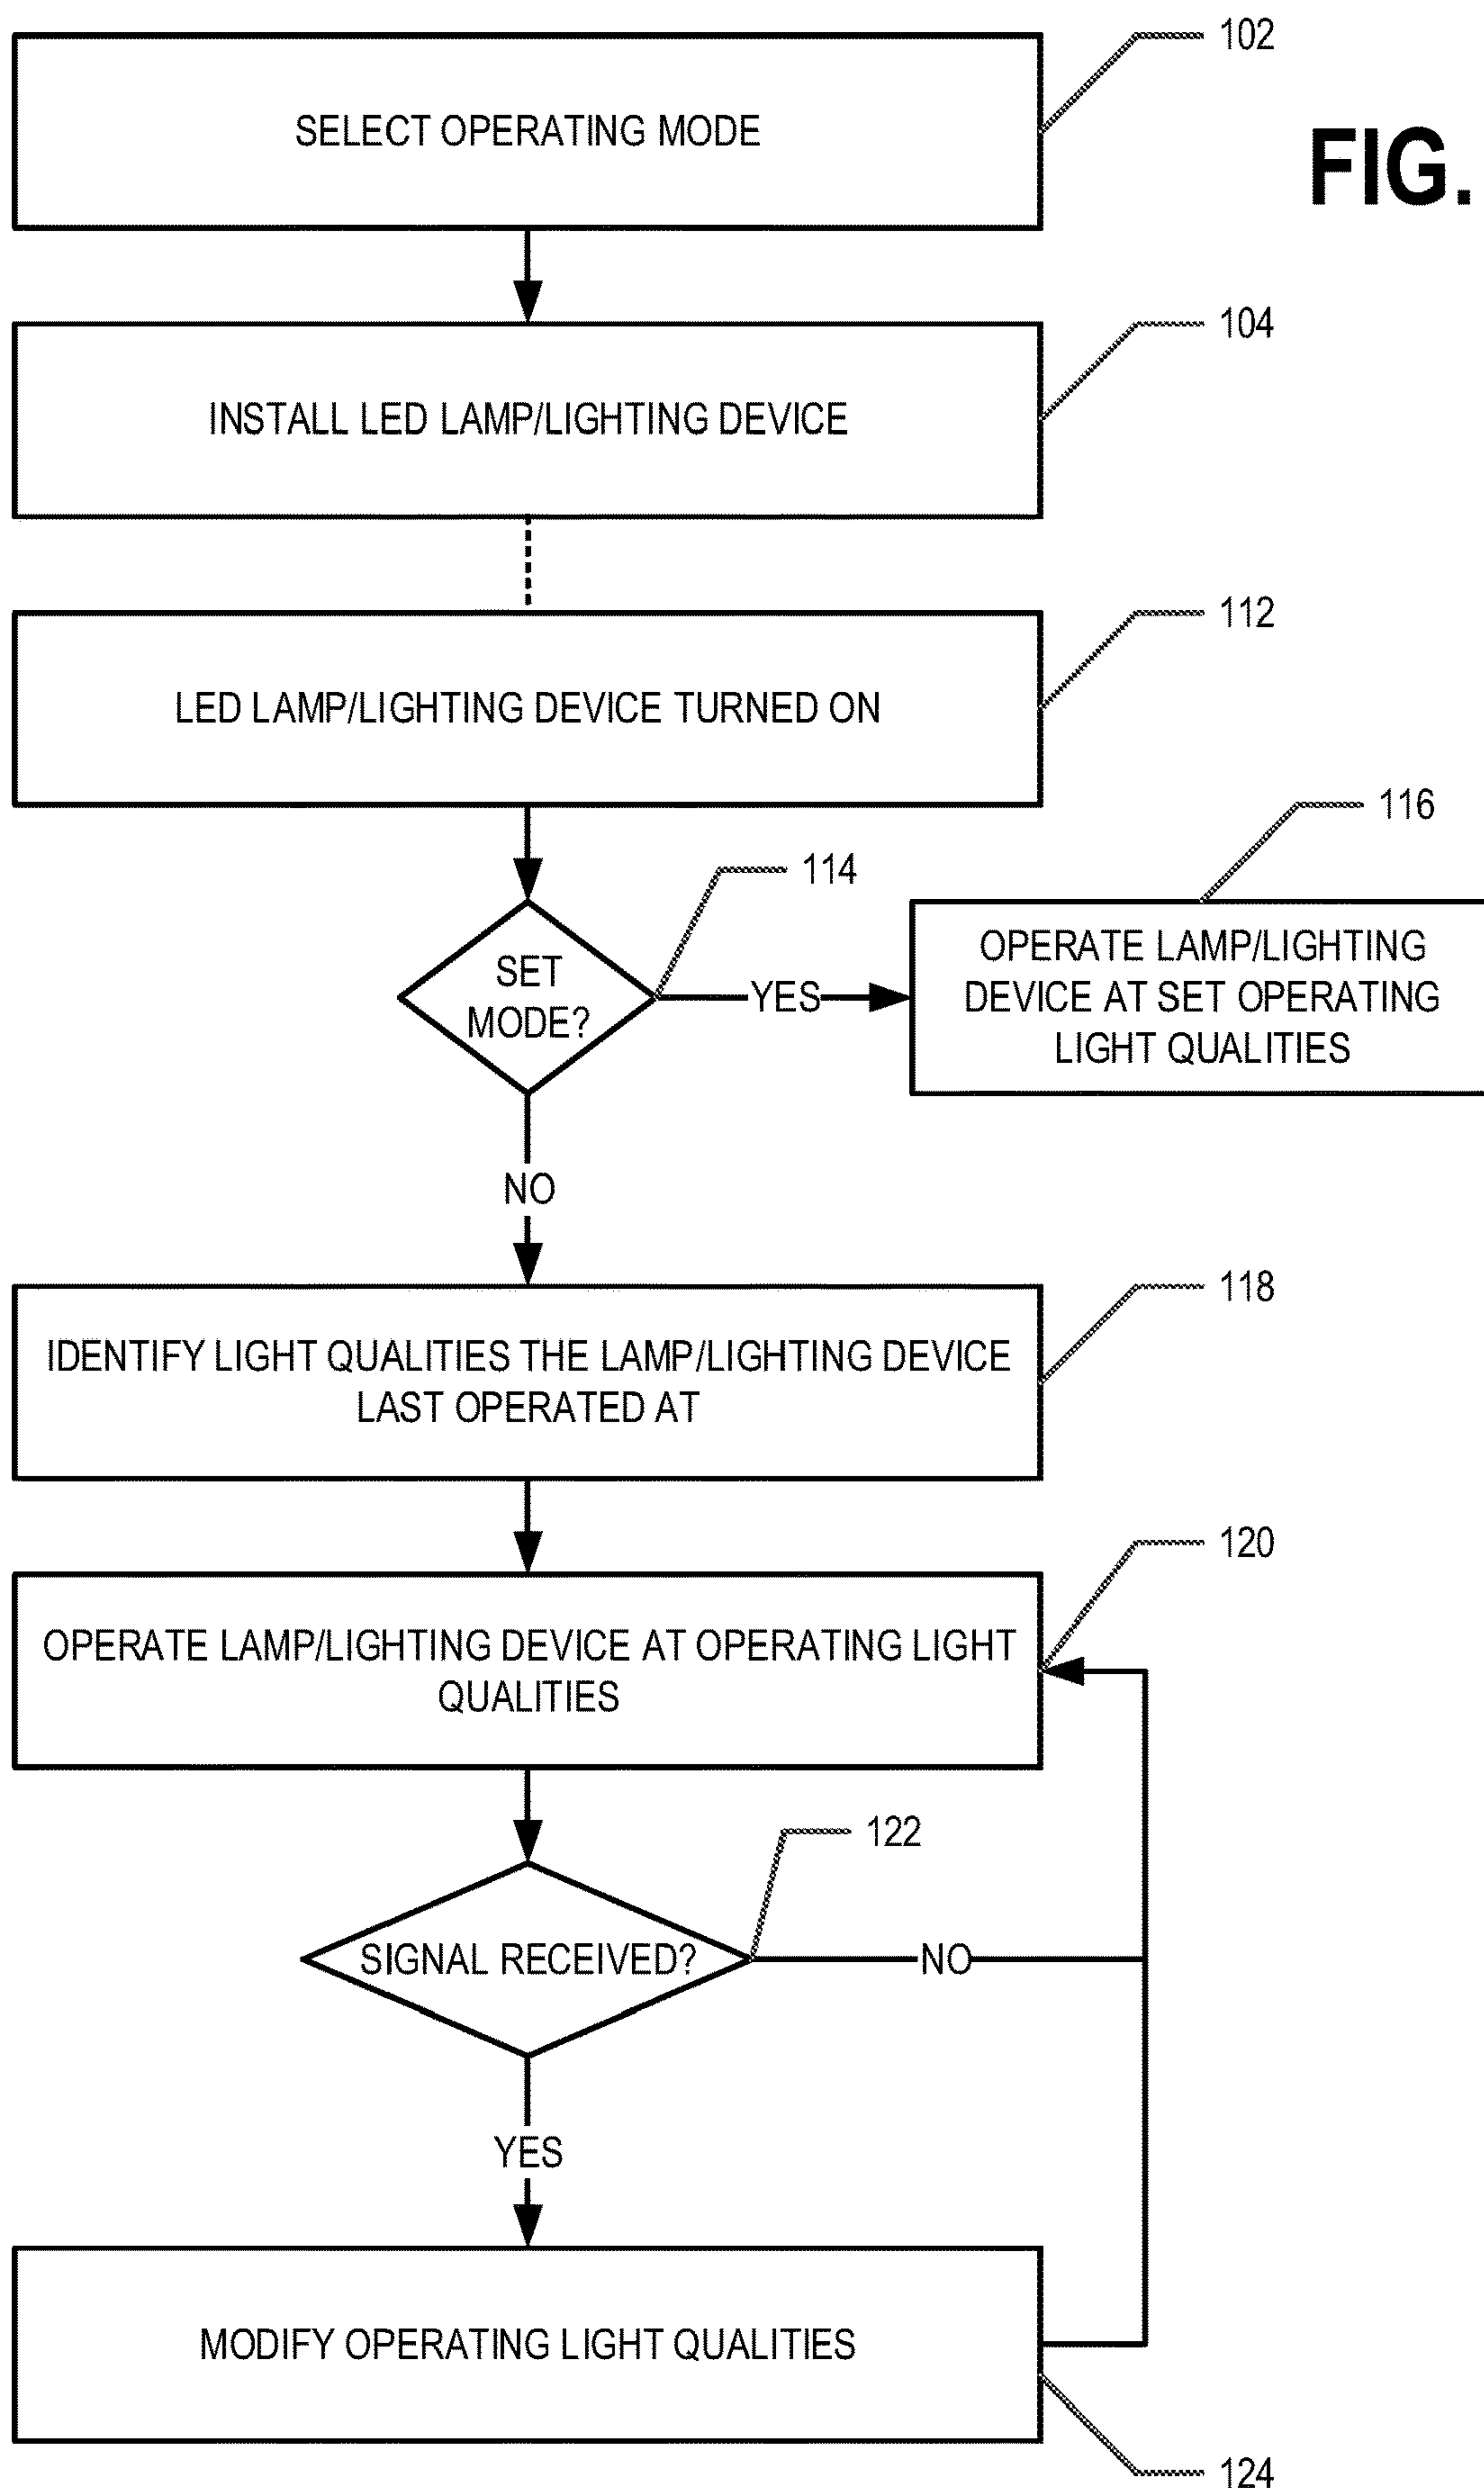 102
SELECT OPERATING MODE
FIG.
104
INSTALL LED LAMP/LIGHTING DEVICE
112
LED LAMP/LIGHTING DEVICE TURNED ON
116
114
SET
MODE?
YES
OPERATE LAMP/LIGHTING
DEVICE AT SET OPERATING
LIGHT QUALITIES
NO
118
IDENTIFY LIGHT QUALITIES THE LAMP/LIGHTING DEVICE
LAST OPERATED AT
120
OPERATE LAMP/LIGHTING DEVICE AT OPERATING LIGHT
QUALITIES
122
SIGNAL RECEIVED?
NO
YES
MODIFY OPERATING LIGHT QUALITIES
124